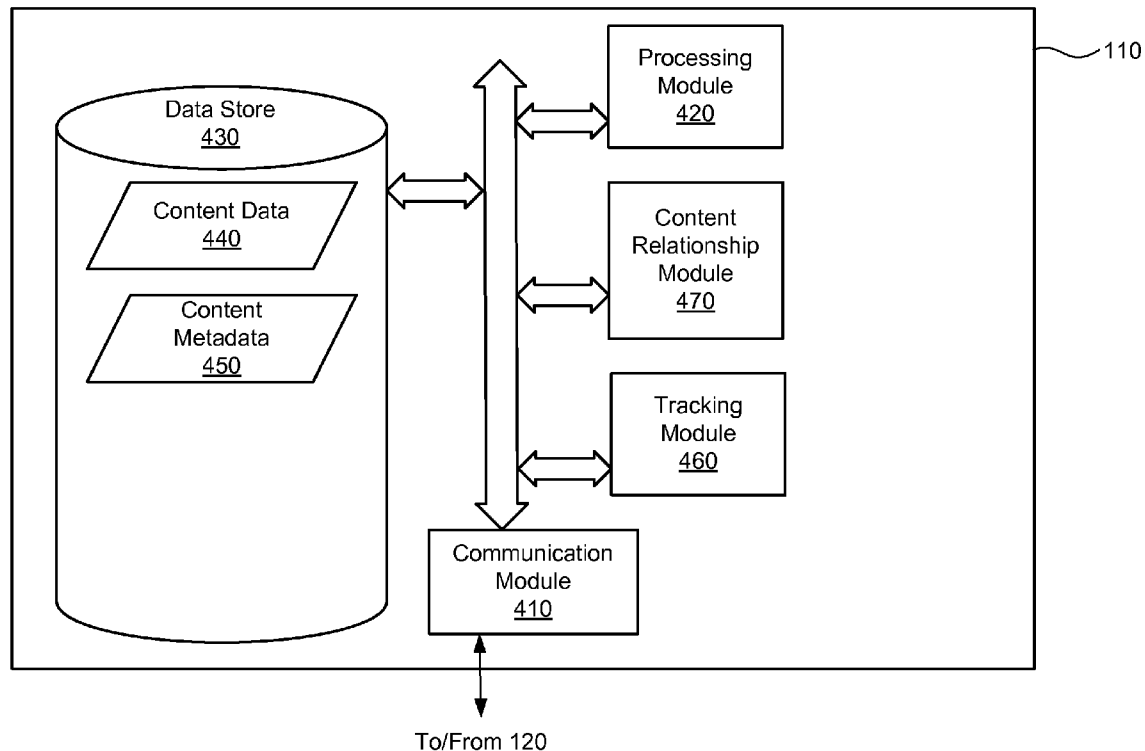 110
Processing
Module
420
Data Store
430
Content Data
440
Content
Relationship
Module
470
Content
Metadata
450
Tracking
Module
460
Communication
Module
410
To/From 120